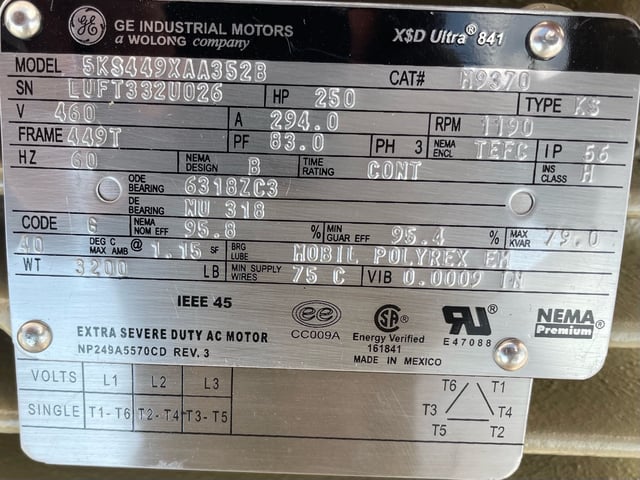 GE INDUSTRIAL MOTORS
a WOLONG company
X$D Ultra® 841
MODEL 5KS449XAA352B CAT# M9370
SN LUFT332U026 HP 250 TYPE KS
V 460 A 294.0 RPM 1190
FRAME 449T PF 83.0 PH 3 NEMA ENCL TEFC IP 56
HZ 60 NEMA DESIGN B TIME RATING CONT INS CLASS H
ODE BEARING 6318ZC3
DE BEARING NU 318
CODE G NEMA NOM EFF 95.8 % MIN GUAR EFF 95.4 % MAX KVAR 79.0
40 DEG C MAX AMB @ 1.15 SF BRG LUBE MOBIL POLYREX EM
WT 3200 LB MIN SUPPLY WIRES 75 C VIB 0.0009 IN
IEEE 45
EXTRA SEVERE DUTY AC MOTOR
NP249A5570CD REV. 3
ee
CC009A
SA
Energy Verified
161841
MADE IN MEXICO
UR
E47088
NEMA
Premium
VOLTS L1 L2 L3
SINGLE T1-T6 T2-T4 T3-T5
T6 T1
T3 T4
T5 T2